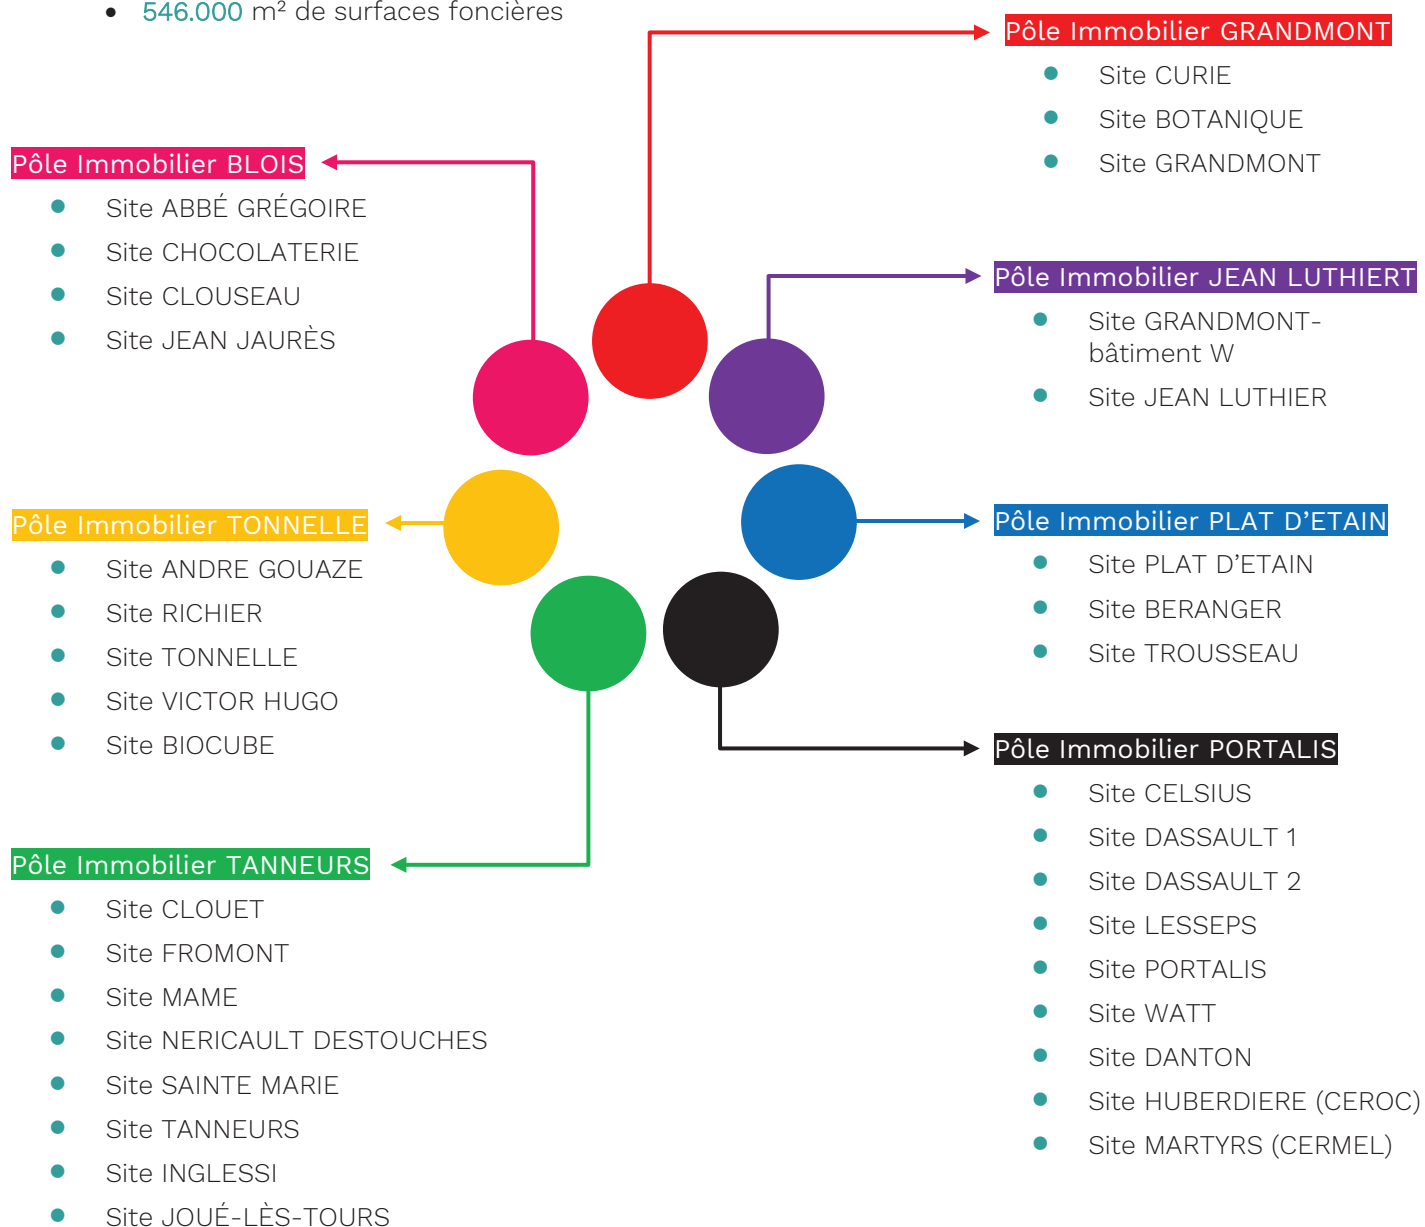 • 546.000 m² de surfaces foncières
Pôle Immobilier GRANDMONT
• Site CURIE
• Site BOTANIQUE
• Site GRANDMONT
Pôle Immobilier BLOIS
• Site ABBÉ GRÉGOIRE
• Site CHOCOLATERIE
• Site CLOUSEAU
• Site JEAN JAURÈS
Pôle Immobilier JEAN LUTHIERT
• Site GRANDMONT-
bâtiment W
• Site JEAN LUTHIER
Pôle Immobilier TONNELLE
• Site ANDRE GOUAZE
• Site RICHIER
• Site TONNELLE
• Site VICTOR HUGO
• Site BIOCUBE
Pôle Immobilier PLAT D’ETAIN
• Site PLAT D’ETAIN
• Site BERANGER
• Site TROUSSEAU
Pôle Immobilier TANNEURS
• Site CLOUET
• Site FROMONT
• Site MAME
• Site NERICAULT DESTOUCHES
• Site SAINTE MARIE
• Site TANNEURS
• Site INGLESSI
• Site JOUÉ-LÈS-TOURS
Pôle Immobilier PORTALIS
• Site CELSIUS
• Site DASSAULT 1
• Site DASSAULT 2
• Site LESSEPS
• Site PORTALIS
• Site WATT
• Site DANTON
• Site HUBERDIERE (CEROC)
• Site MARTYRS (CERMEL)